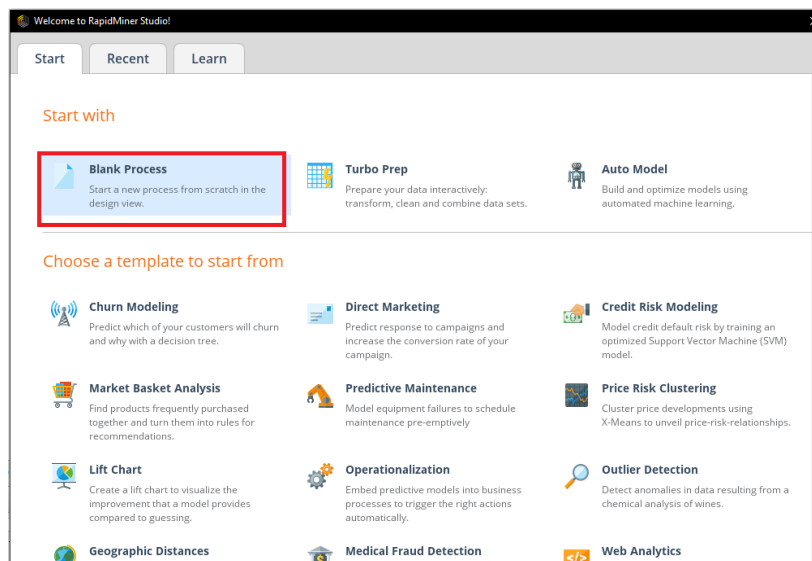 Welcome to RapidMiner Studio!
Start
Recent
Learn
Start with
Blank Process
Start a new process from scratch in the
design view.
Turbo Prep
Prepare your data interactively:
transform, clean and combine data sets.
Auto Model
Build and optimize models using
automated machine learning.
Choose a template to start from
Churn Modeling
Predict which of your customers will churn
and why with a decision tree.
Direct Marketing
Predict response to campaigns and
increase the conversion rate of your
campaign.
Credit Risk Modeling
Model credit default risk by training an
optimized Support Vector Machine (SVM)
model.
Market Basket Analysis
Find products frequently purchased
together and turn them into rules for
recommendations.
Predictive Maintenance
Model equipment failures to schedule
maintenance pre-emptively
Price Risk Clustering
Cluster price developments using
X-Means to unveil price-risk-relationships.
Lift Chart
Create a lift chart to visualize the
improvement that a model provides
compared to guessing.
Operationalization
Embed predictive models into business
processes to trigger the right actions
automatically.
Outlier Detection
Detect anomalies in data resulting from a
chemical analysis of wines.
Geographic Distances
Medical Fraud Detection
Web Analytics